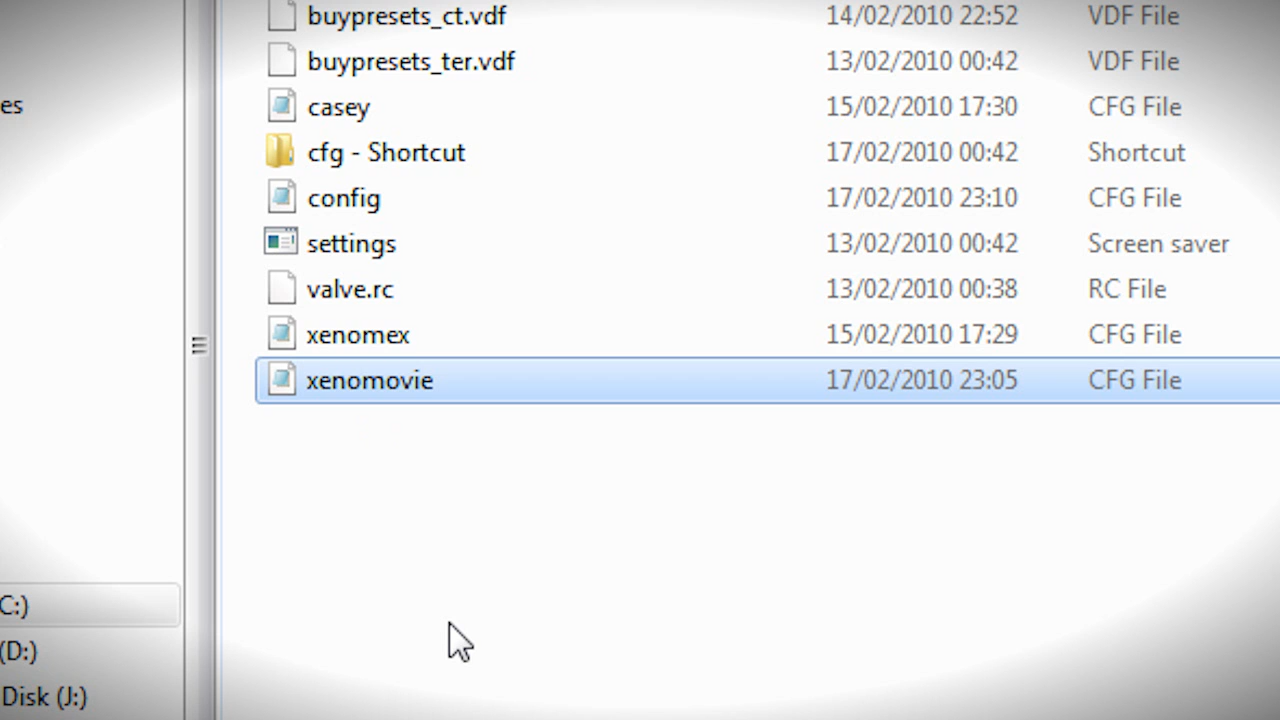 buypresets_ct.vdf 14/02/2010 22:52 VDF File
buypresets_ter.vdf 13/02/2010 00:42 VDF File
es
casey 15/02/2010 17:30 CFG File
cfg - Shortcut 17/02/2010 00:42 Shortcut
config 17/02/2010 23:10 CFG File
settings 13/02/2010 00:42 Screen saver
valve.rc 13/02/2010 00:38 RC File
xenomex 15/02/2010 17:29 CFG File
xenomovie 17/02/2010 23:05 CFG File
C:)
(D:)
Disk (J:)